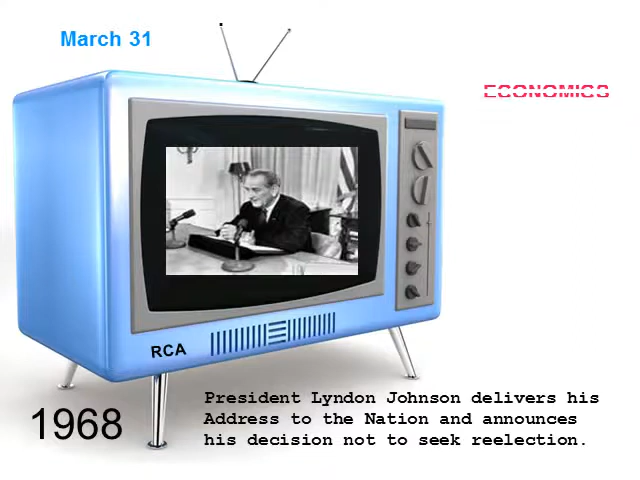 March 31
ECONOMICS
RCA
1968
President Lyndon Johnson delivers his
Address to the Nation and announces
his decision not to seek reelection.